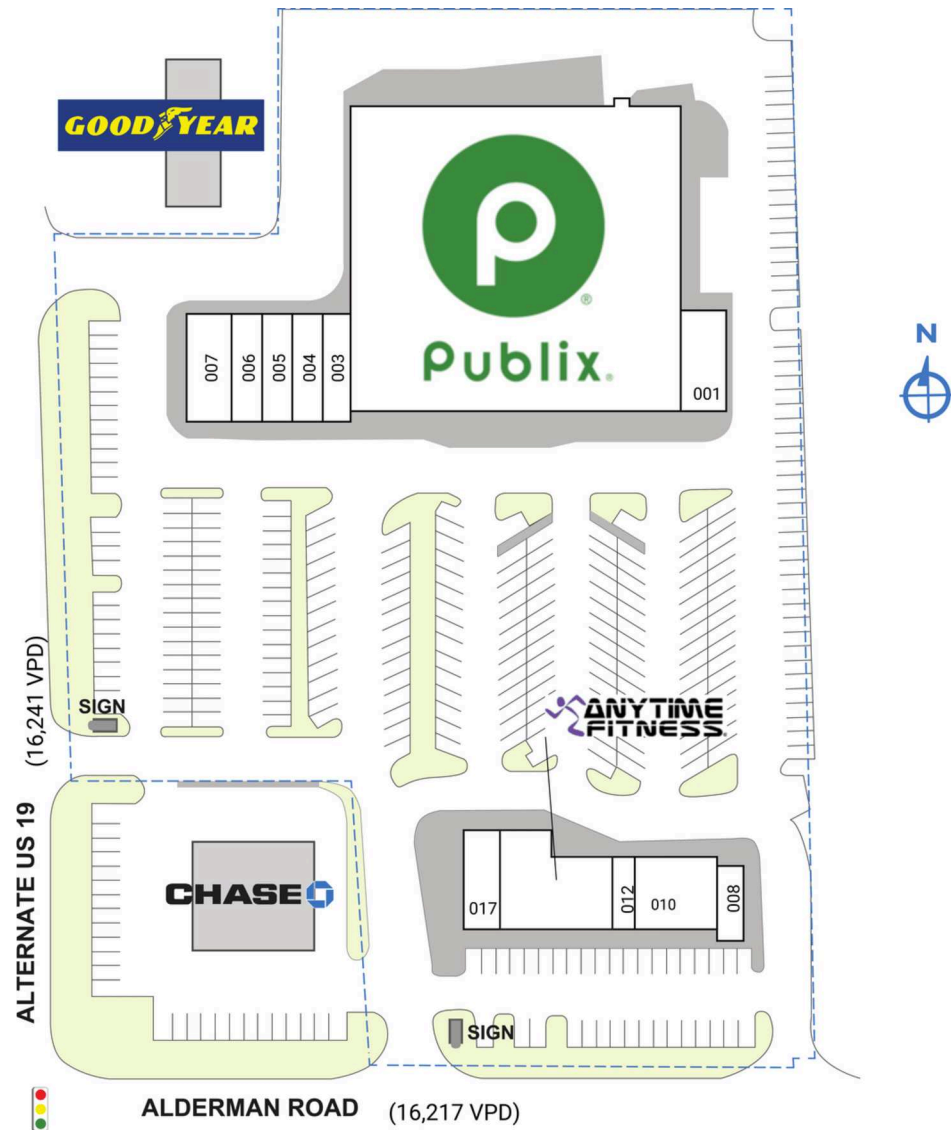 GOODYEAR
Publix®
007
006
005
004
003
001
N
(16,241 VPD)
SIGN
ANYTIME
FITNESS.
ALTERNATE US 19
CHASE
017
012
010
008
SIGN
ALDERMAN ROAD (16,217 VPD)